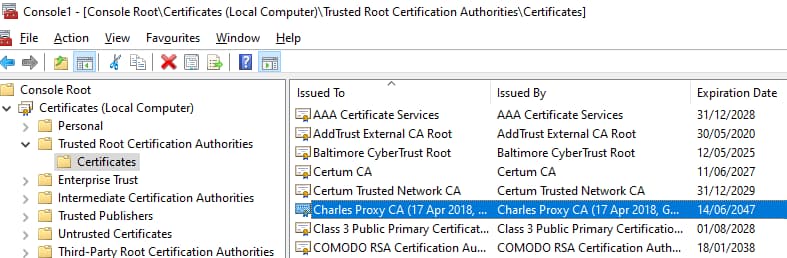 Console1 - [Console Root\Certificates (Local Computer)\Trusted Root Certification Authorities\Certificates]
File Action View Favourites Window Help
Console Root
Certificates (Local Computer)
Personal
Trusted Root Certification Authorities
Certificates
Enterprise Trust
Intermediate Certification Authorities
Trusted Publishers
Untrusted Certificates
Third-Party Root Certification Authorities
Issued To Issued By Expiration Date
AAA Certificate Services AAA Certificate Services 31/12/2028
AddTrust External CA Root AddTrust External CA Root 30/05/2020
Baltimore CyberTrust Root Baltimore CyberTrust Root 12/05/2025
Certum CA Certum CA 11/06/2027
Certum Trusted Network CA Certum Trusted Network CA 31/12/2029
Charles Proxy CA (17 Apr 2018, ... Charles Proxy CA (17 Apr 2018, G... 14/06/2047
Class 3 Public Primary Certificat... Class 3 Public Primary Certificatio... 01/08/2028
COMODO RSA Certification Au... COMODO RSA Certification Auth... 18/01/2038